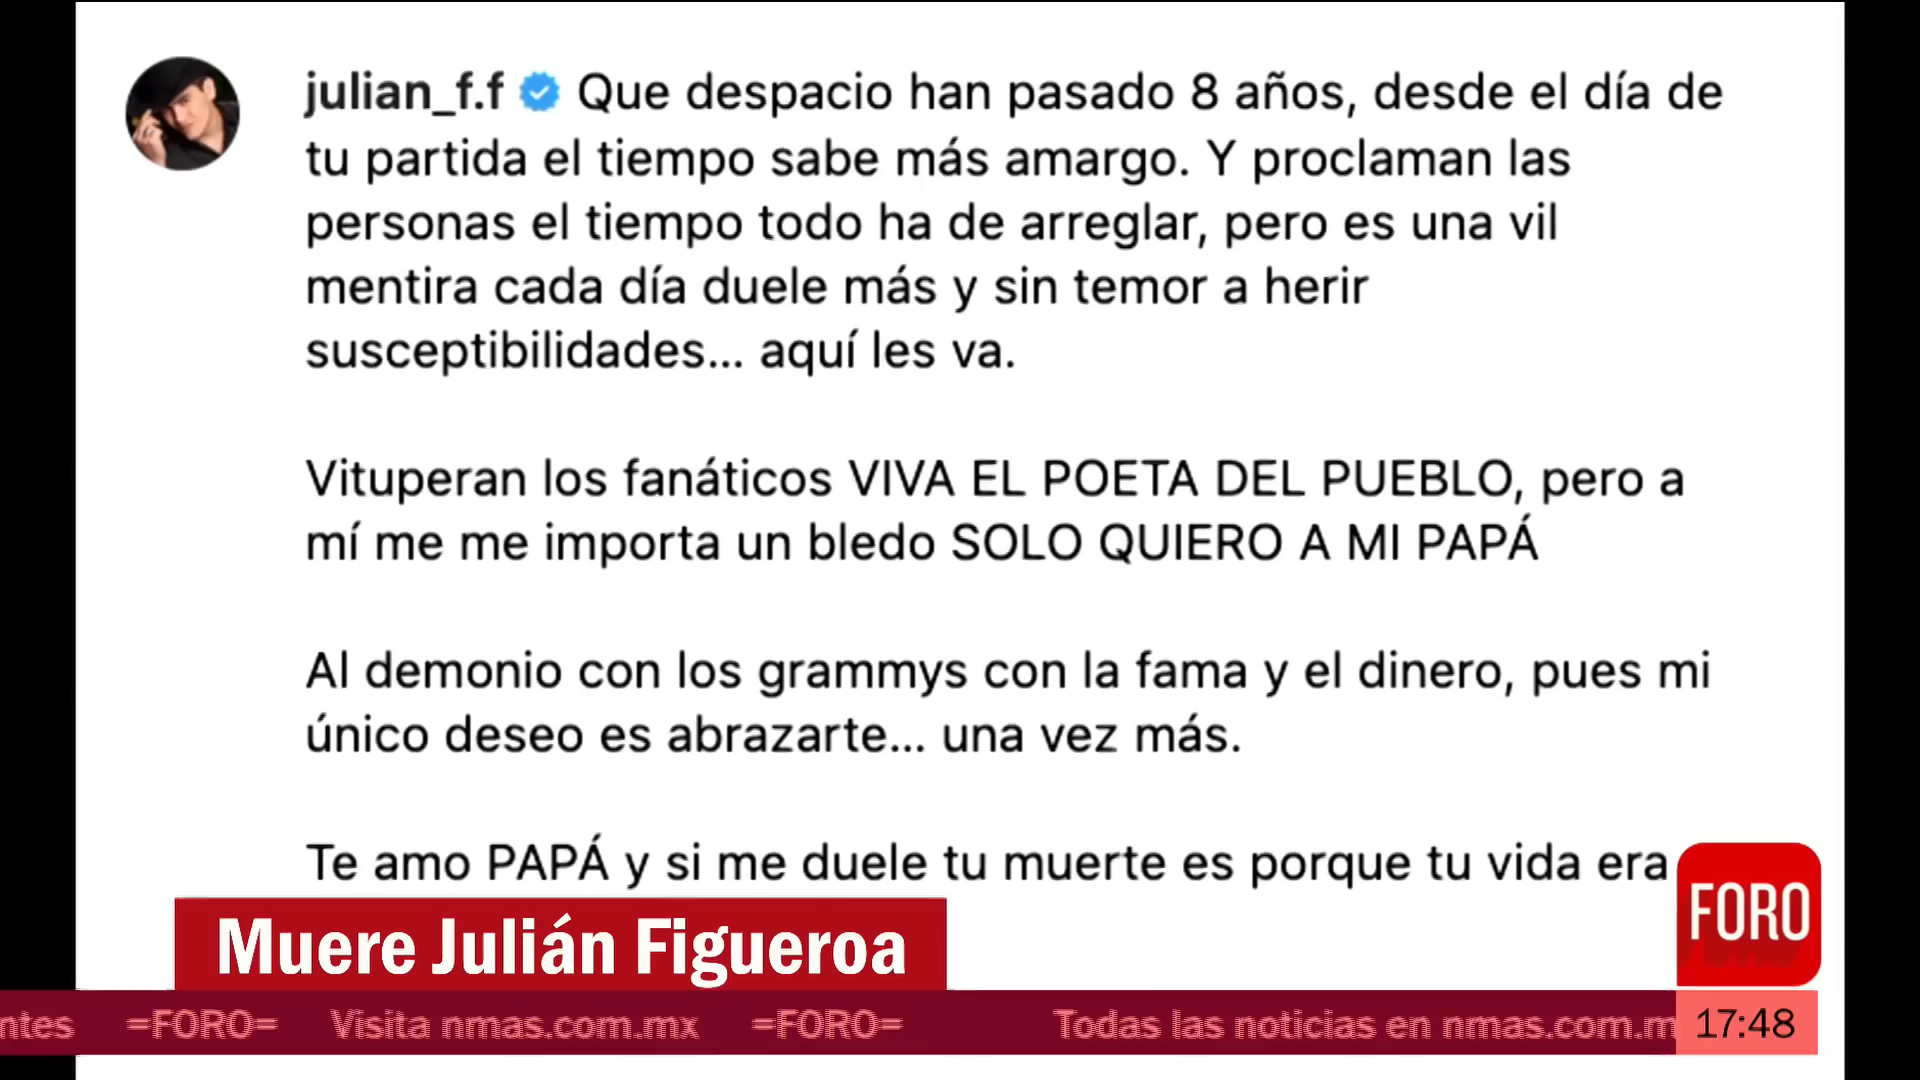 julian_f.f Que despacio han pasado 8 años, desde el día de
tu partida el tiempo sabe más amargo. Y proclaman las
personas el tiempo todo ha de arreglar, pero es una vil
mentira cada día duele más y sin temor a herir
susceptibilidades... aquí les va.
Vituperan los fanáticos VIVA EL POETA DEL PUEBLO, pero a
mí me me importa un bledo SOLO QUIERO A MI PAPÁ
Al demonio con los grammys con la fama y el dinero, pues mi
único deseo es abrazarte... una vez más.
Te amo PAPÁ y si me duele tu muerte es porque tu vida era
FORO
Muere Julián Figueroa
ntes =FORO= Visita nmas.com.mx =FORO= Todas las noticias en nmas.com.m 17:48